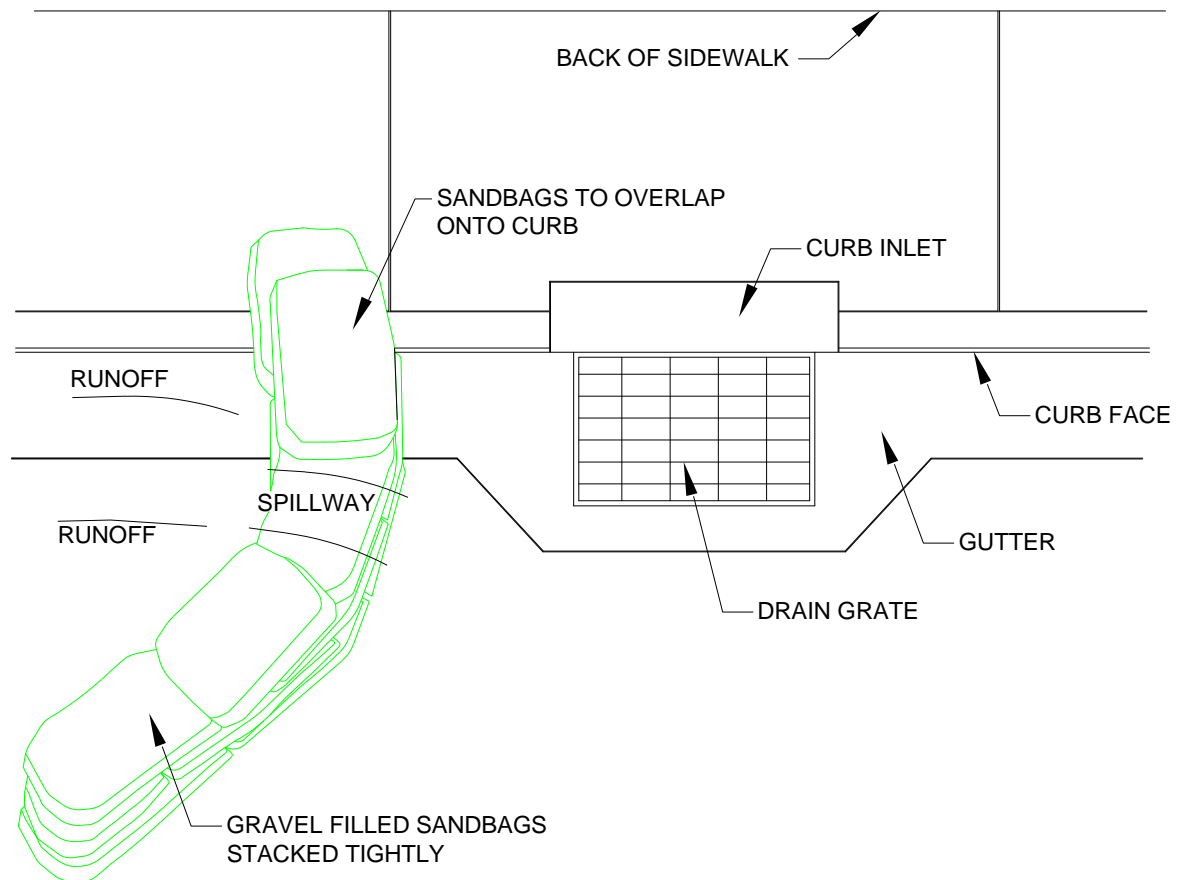 BACK OF SIDEWALK
SANDBAGS TO OVERLAP
ONTO CURB
CURB INLET
RUNOFF
CURB FACE
SPILLWAY
RUNOFF
GUTTER
DRAIN GRATE
GRAVEL FILLED SANDBAGS
STACKED TIGHTLY